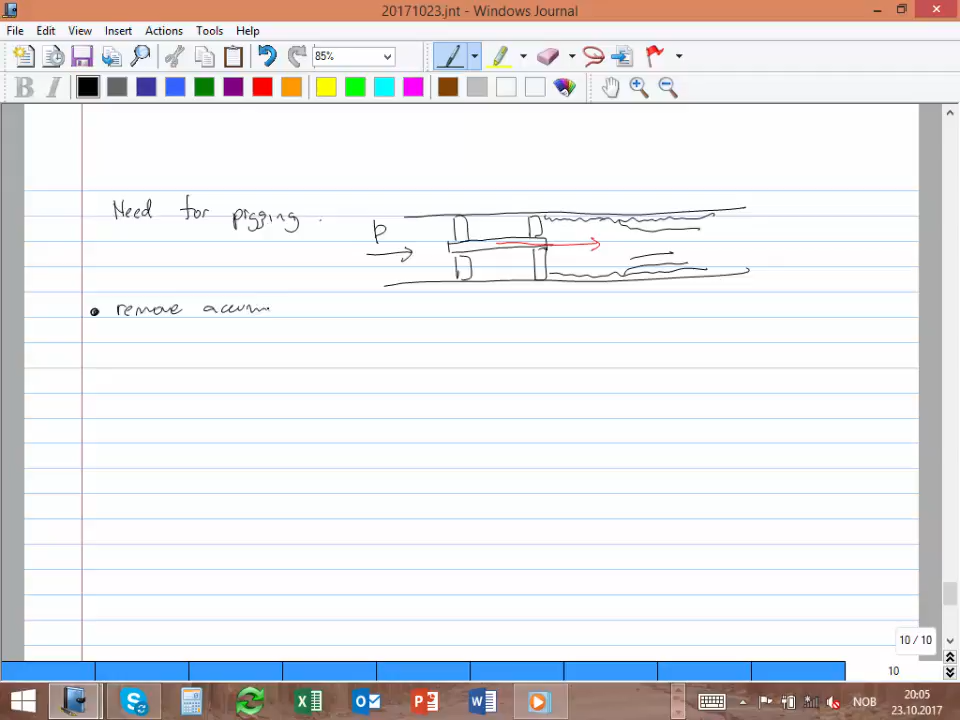 20171023.jnt - Windows Journal
File Edit View Insert Actions Tools Help
85%
B I
Need for pigging .
p
• remove accum
10 / 10
10
NOB
20:05
23.10.2017